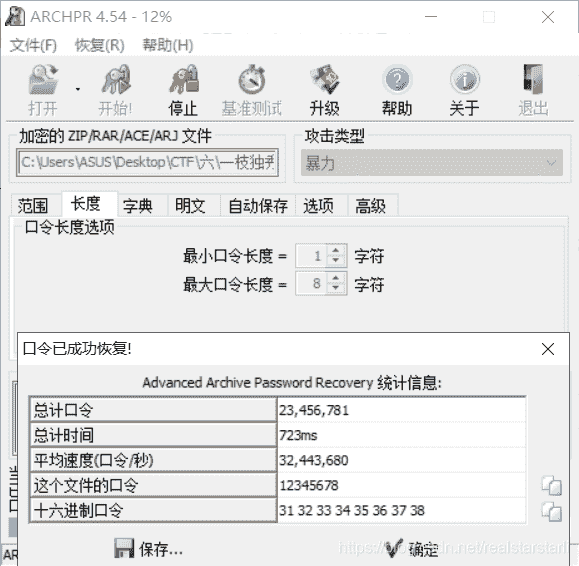 ARCHPR 4.54 - 12%
文件(F) 恢复(R) 帮助(H)
打开 开始! 停止 基准测试 升级 帮助 关于 退出
加密的 ZIP/RAR/ACE/ARJ 文件 攻击类型
C:\Users\ASUS\Desktop\CTF\六\一枝独秀 暴力
范围 长度 字典 明文 自动保存 选项 高级
口令长度选项
最小口令长度 = 1 字符
最大口令长度 = 8 字符
口令已成功恢复!
Advanced Archive Password Recovery 统计信息:
总计口令 23,456,781
总计时间 723ms
平均速度(口令/秒) 32,443,680
这个文件的口令 12345678
十六进制口令 31 32 33 34 35 36 37 38
保存... 确定
AR